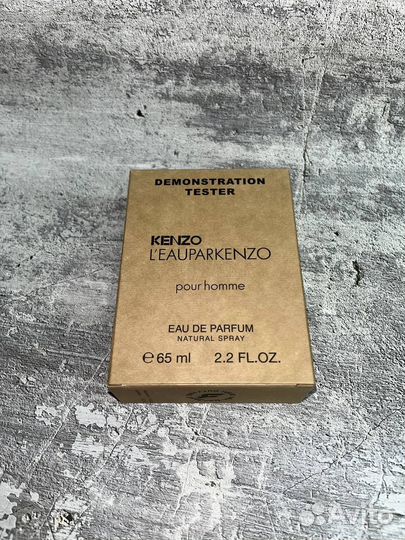 DEMONSTRATION
TESTER
KENZO
L'EAUPARKENZO
pour homme
EAU DE PARFUM
NATURAL SPRAY
℮ 65 ml 2.2 FL.OZ.
Avito